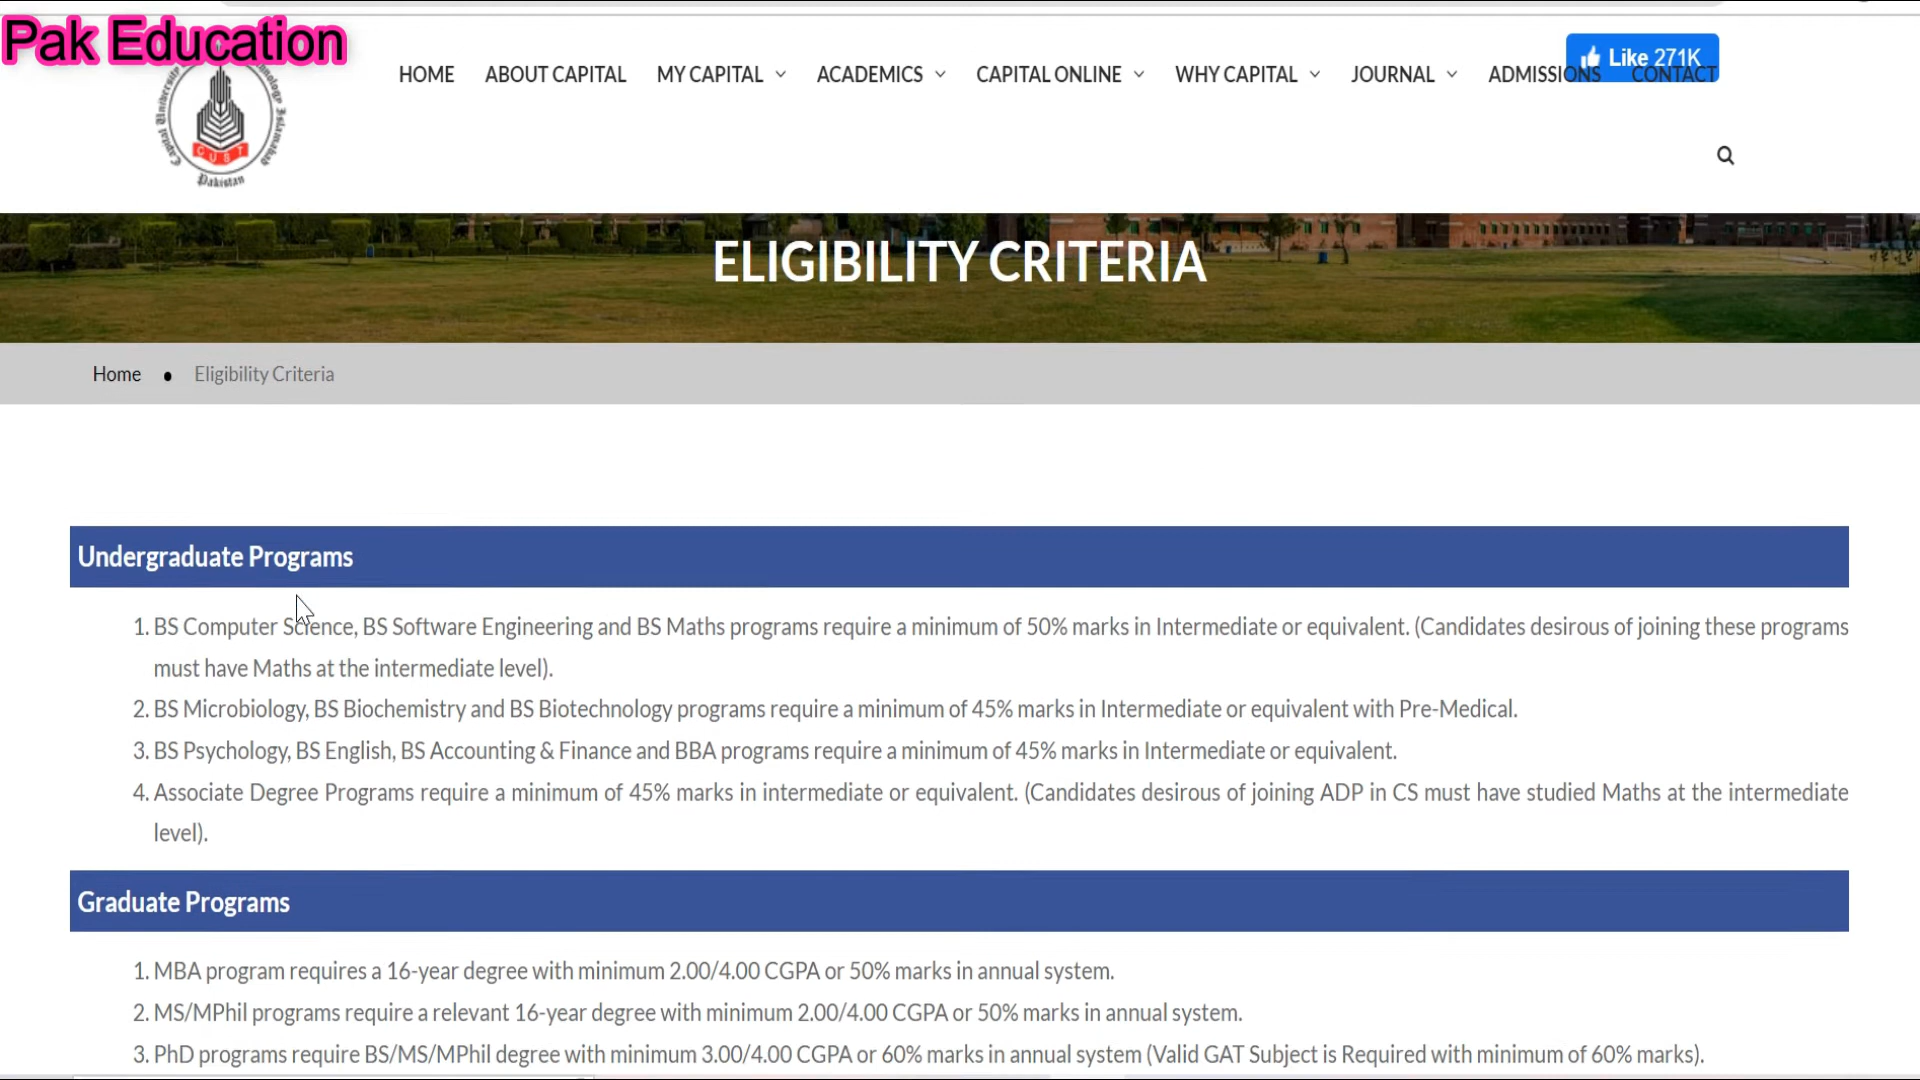 Pak Education
Capital University Technology Islamabad
CUST
Pakistan
HOME ABOUT CAPITAL MY CAPITAL ACADEMICS CAPITAL ONLINE WHY CAPITAL JOURNAL ADMISSIONS CONTACT
Like 271K
ELIGIBILITY CRITERIA
Home • Eligibility Criteria
Undergraduate Programs
1. BS Computer Science, BS Software Engineering and BS Maths programs require a minimum of 50% marks in Intermediate or equivalent. (Candidates desirous of joining these programs
must have Maths at the intermediate level).
2. BS Microbiology, BS Biochemistry and BS Biotechnology programs require a minimum of 45% marks in Intermediate or equivalent with Pre-Medical.
3. BS Psychology, BS English, BS Accounting & Finance and BBA programs require a minimum of 45% marks in Intermediate or equivalent.
4. Associate Degree Programs require a minimum of 45% marks in intermediate or equivalent. (Candidates desirous of joining ADP in CS must have studied Maths at the intermediate
level).
Graduate Programs
1. MBA program requires a 16-year degree with minimum 2.00/4.00 CGPA or 50% marks in annual system.
2. MS/MPhil programs require a relevant 16-year degree with minimum 2.00/4.00 CGPA or 50% marks in annual system.
3. PhD programs require BS/MS/MPhil degree with minimum 3.00/4.00 CGPA or 60% marks in annual system (Valid GAT Subject is Required with minimum of 60% marks).